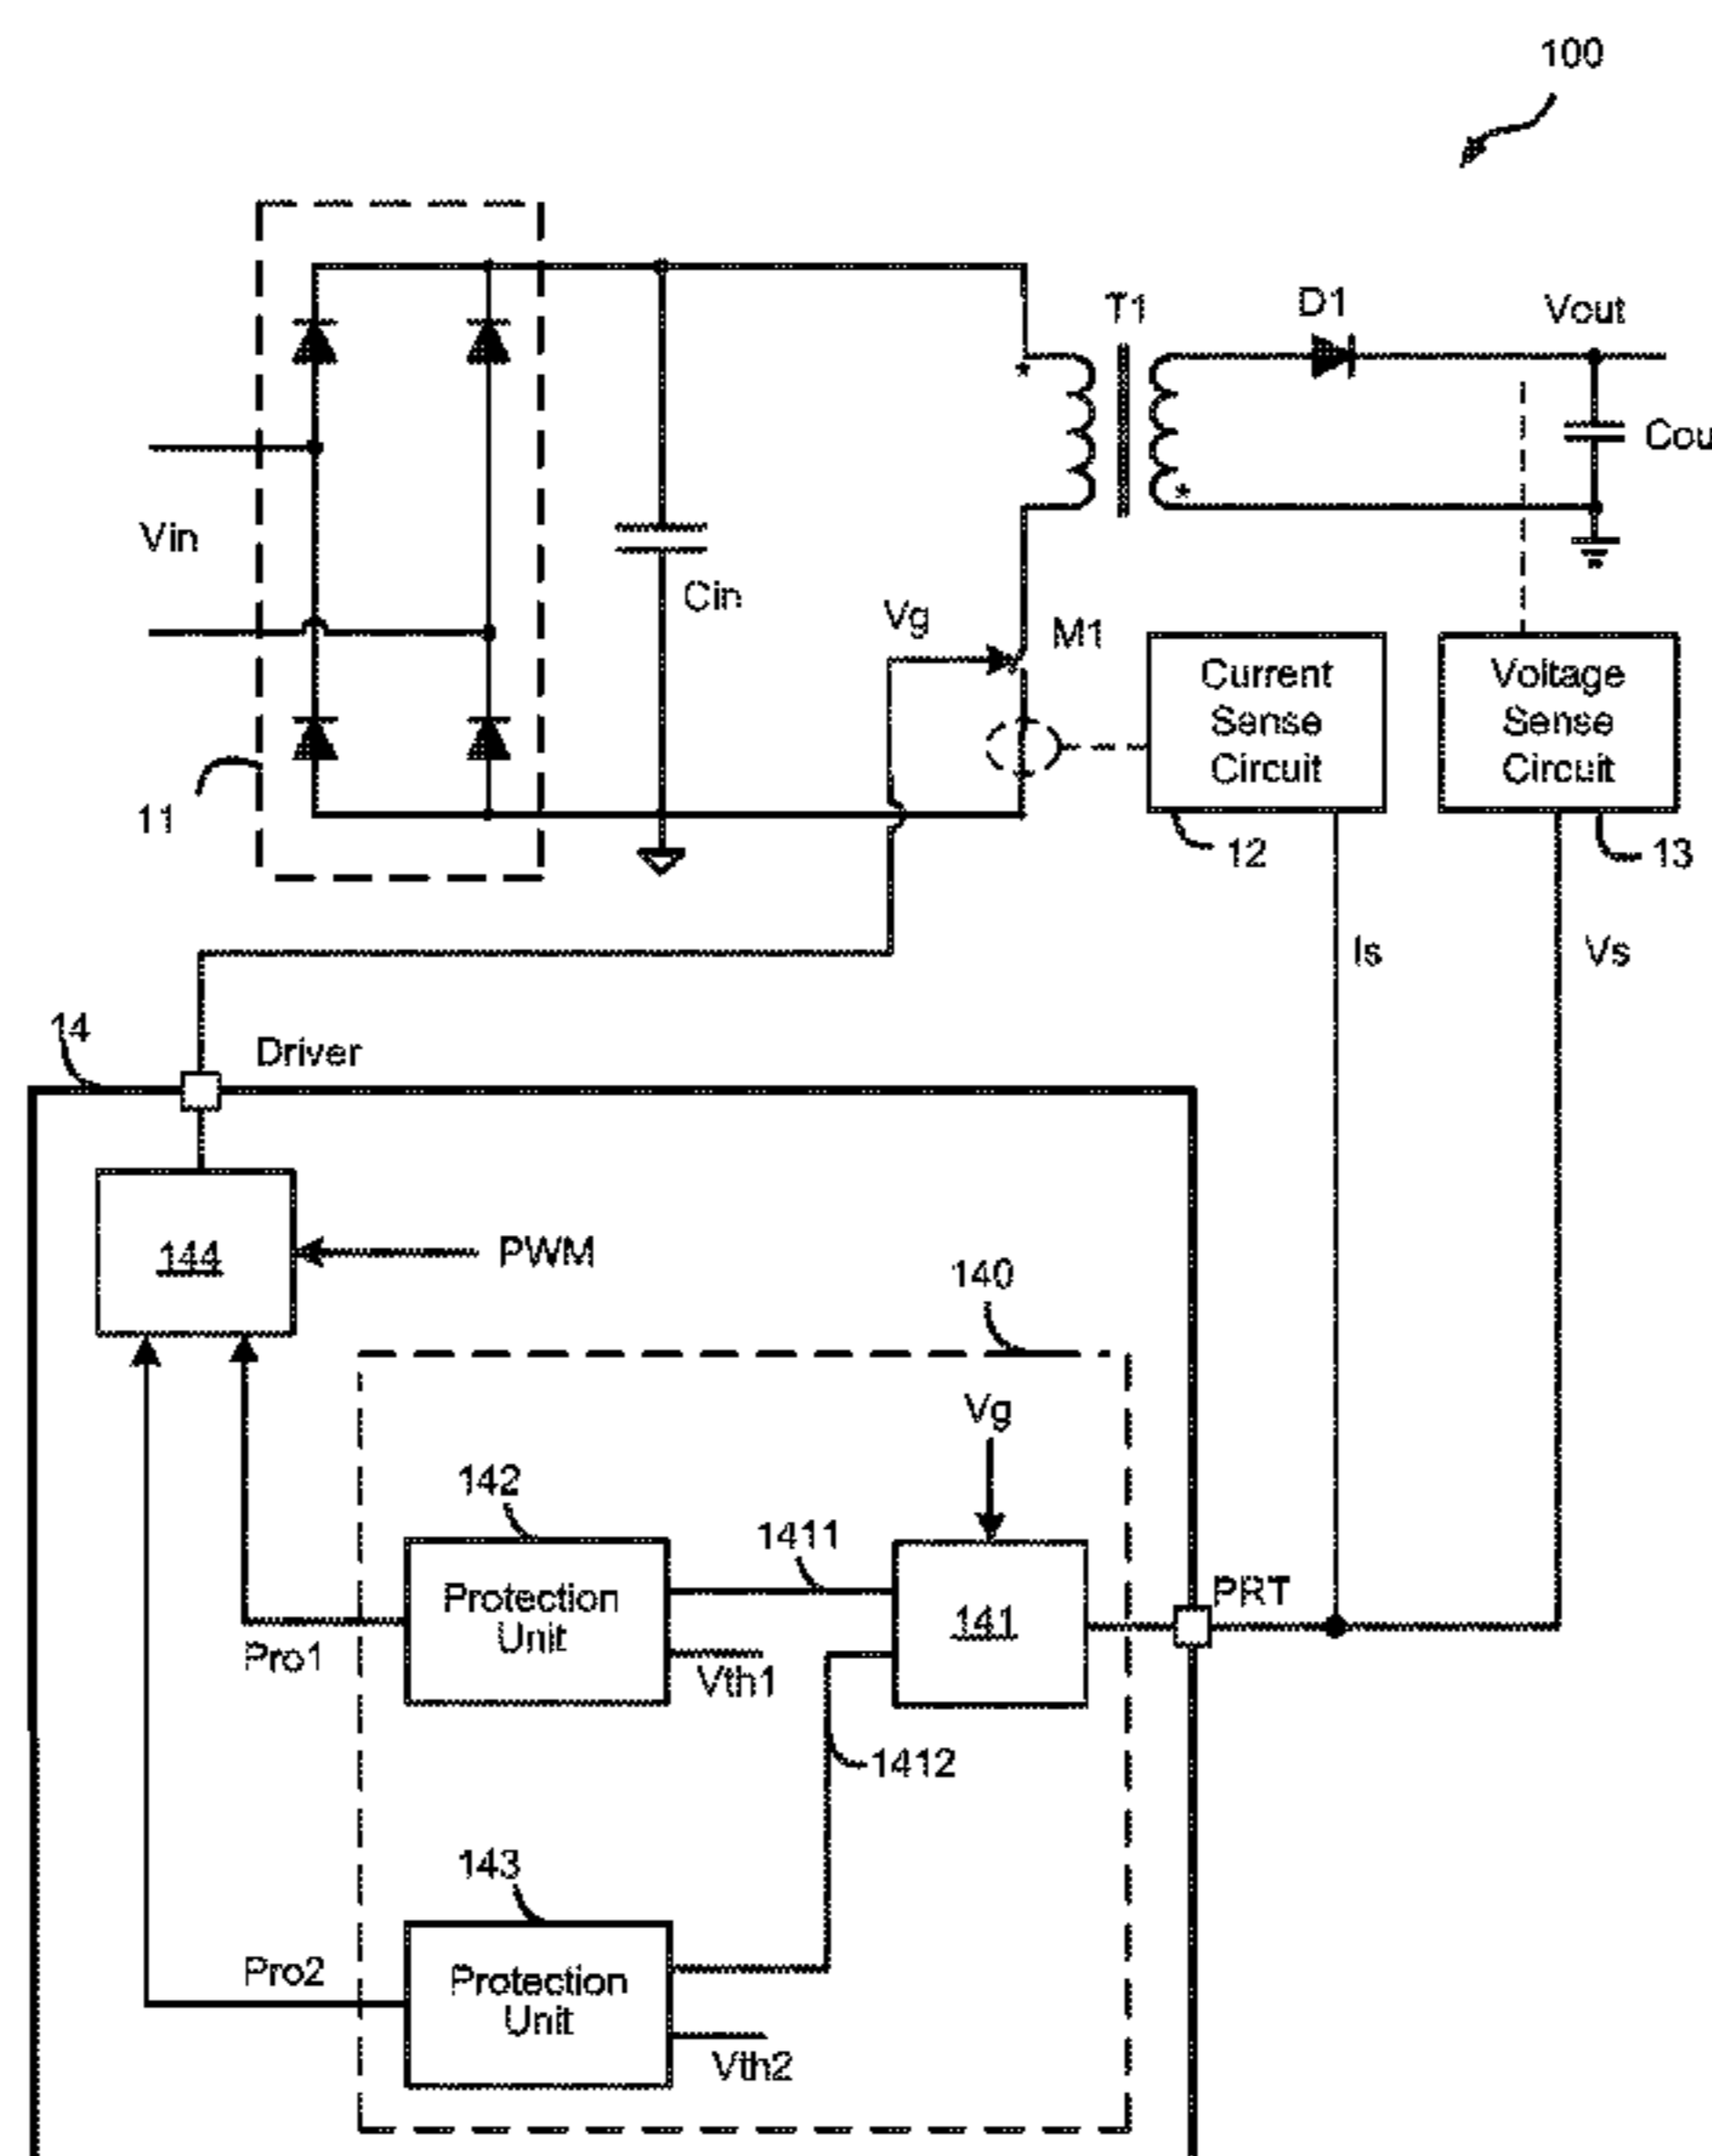 100
T1
D1
Vout
Cou
Vin
Cin
Vg
M1
Current
Sense
Circuit
Voltage
Sense
Circuit
11
12
13
Is
Vs
14
Driver
144
PWM
140
Vg
142
1411
Protection
Unit
141
PRT
Pro1
Vth1
1412
143
Pro2
Protection
Unit
Vth2